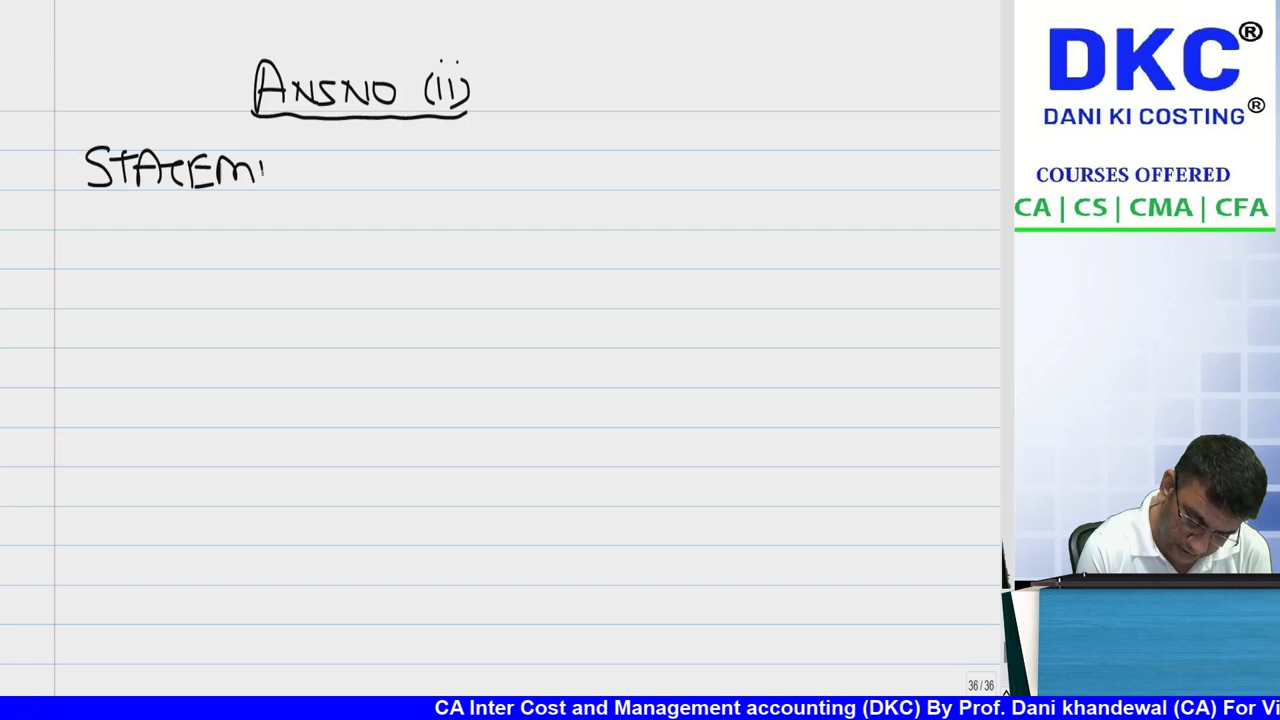 ANSNO (ii)
STATEM
DKC®
DANI KI COSTING®
COURSES OFFERED
CA | CS | CMA | CFA
36/36
CA Inter Cost and Management accounting (DKC) By Prof. Dani khandewal (CA) For Vi